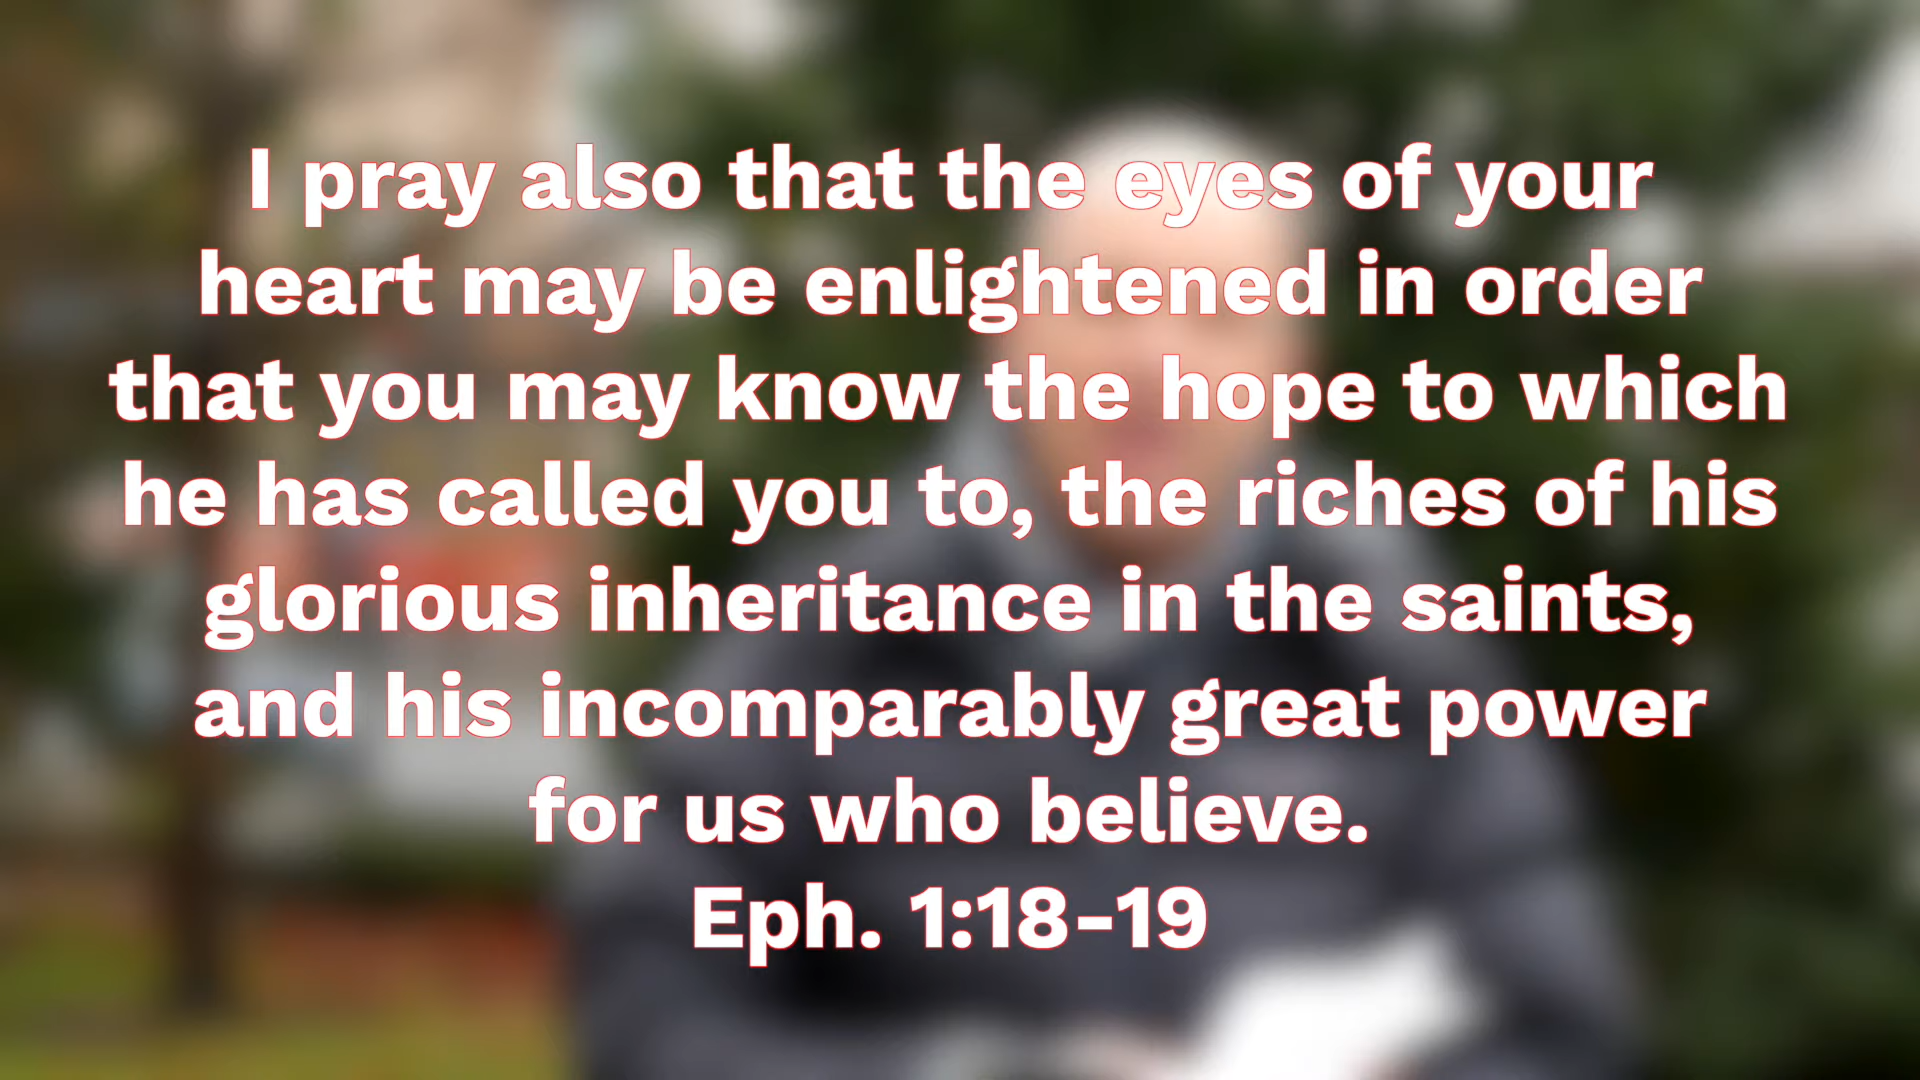 I pray also that the eyes of your
heart may be enlightened in order
that you may know the hope to which
he has called you to, the riches of his
glorious inheritance in the saints,
and his incomparably great power
for us who believe.
Eph. 1:18-19